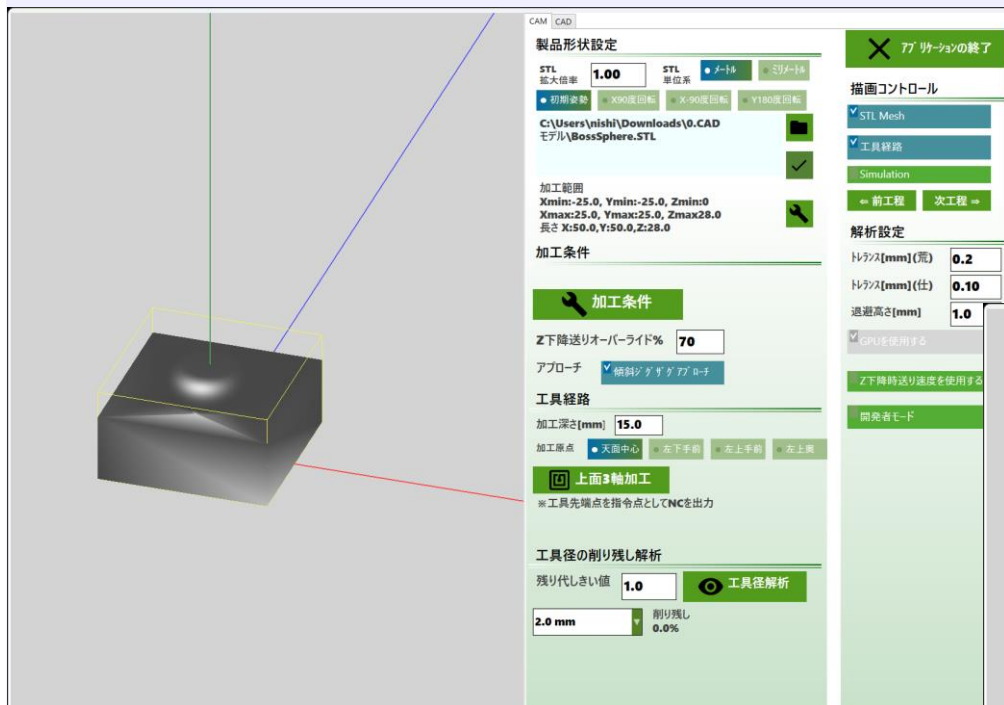 CAM CAD
製品形状設定
STL
拡大倍率
1.00
STL
単位系
メートル
ミリメートル
初期姿勢
X90度回転
X-90度回転
Y180度回転
C:\Users\nishi\Downloads\0.CAD
モデル\BossSphere.STL
加工範囲
Xmin:-25.0, Ymin:-25.0, Zmin:0
Xmax:25.0, Ymax:25.0, Zmax28.0
長さ X:50.0,Y:50.0,Z:28.0
加工条件
加工条件
Z下降送りオーバーライド% 70
アプローチ 傾斜ジグザグアプローチ
工具経路
加工深さ[mm] 15.0
加工原点 天面中心 左下手前 左上手前 左上奥
上面3軸加工
※工具先端点を指令点としてNCを出力
工具径の削り残し解析
残り代しきい値 1.0 工具径解析
2.0 mm
削り残し
0.0%
アプリケーションの終了
描画コントロール
STL Mesh
工具経路
Simulation
⇐ 前工程 次工程 ⇒
解析設定
トレランス[mm](荒) 0.2
トレランス[mm](仕) 0.10
退避高さ[mm] 1.0
GPUを使用する
Z下降時送り速度を使用する
開発者モード